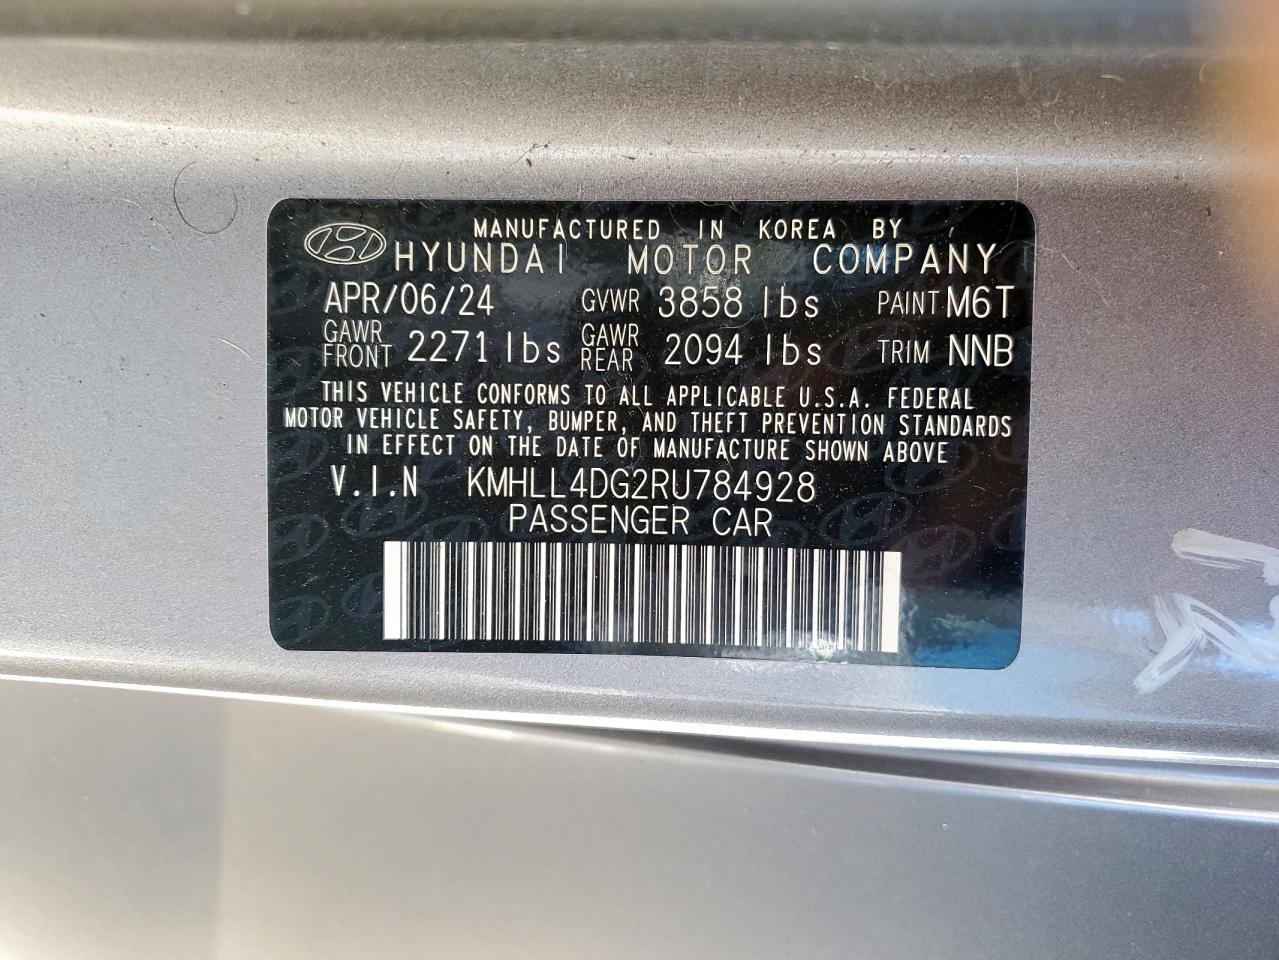 MANUFACTURED IN KOREA BY
HYUNDAI MOTOR COMPANY
APR/06/24 GVWR 3858 lbs PAINT M6T
GAWR FRONT 2271 lbs GAWR REAR 2094 lbs TRIM NNB
THIS VEHICLE CONFORMS TO ALL APPLICABLE U.S.A. FEDERAL
MOTOR VEHICLE SAFETY, BUMPER, AND THEFT PREVENTION STANDARDS
IN EFFECT ON THE DATE OF MANUFACTURE SHOWN ABOVE
V.I.N KMHLL4DG2RU784928
PASSENGER CAR